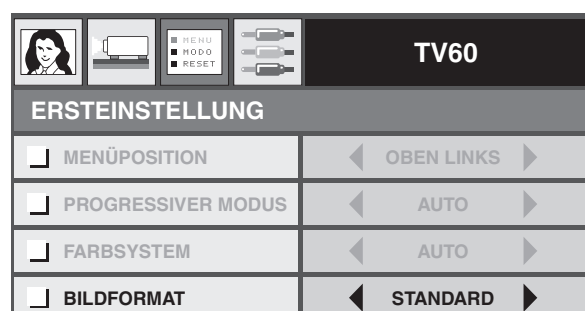 MENU
MODO
RESET
TV60
ERSTEINSTELLUNG
MENÜPOSITION OBEN LINKS
PROGRESSIVER MODUS AUTO
FARBSYSTEM AUTO
BILDFORMAT STANDARD